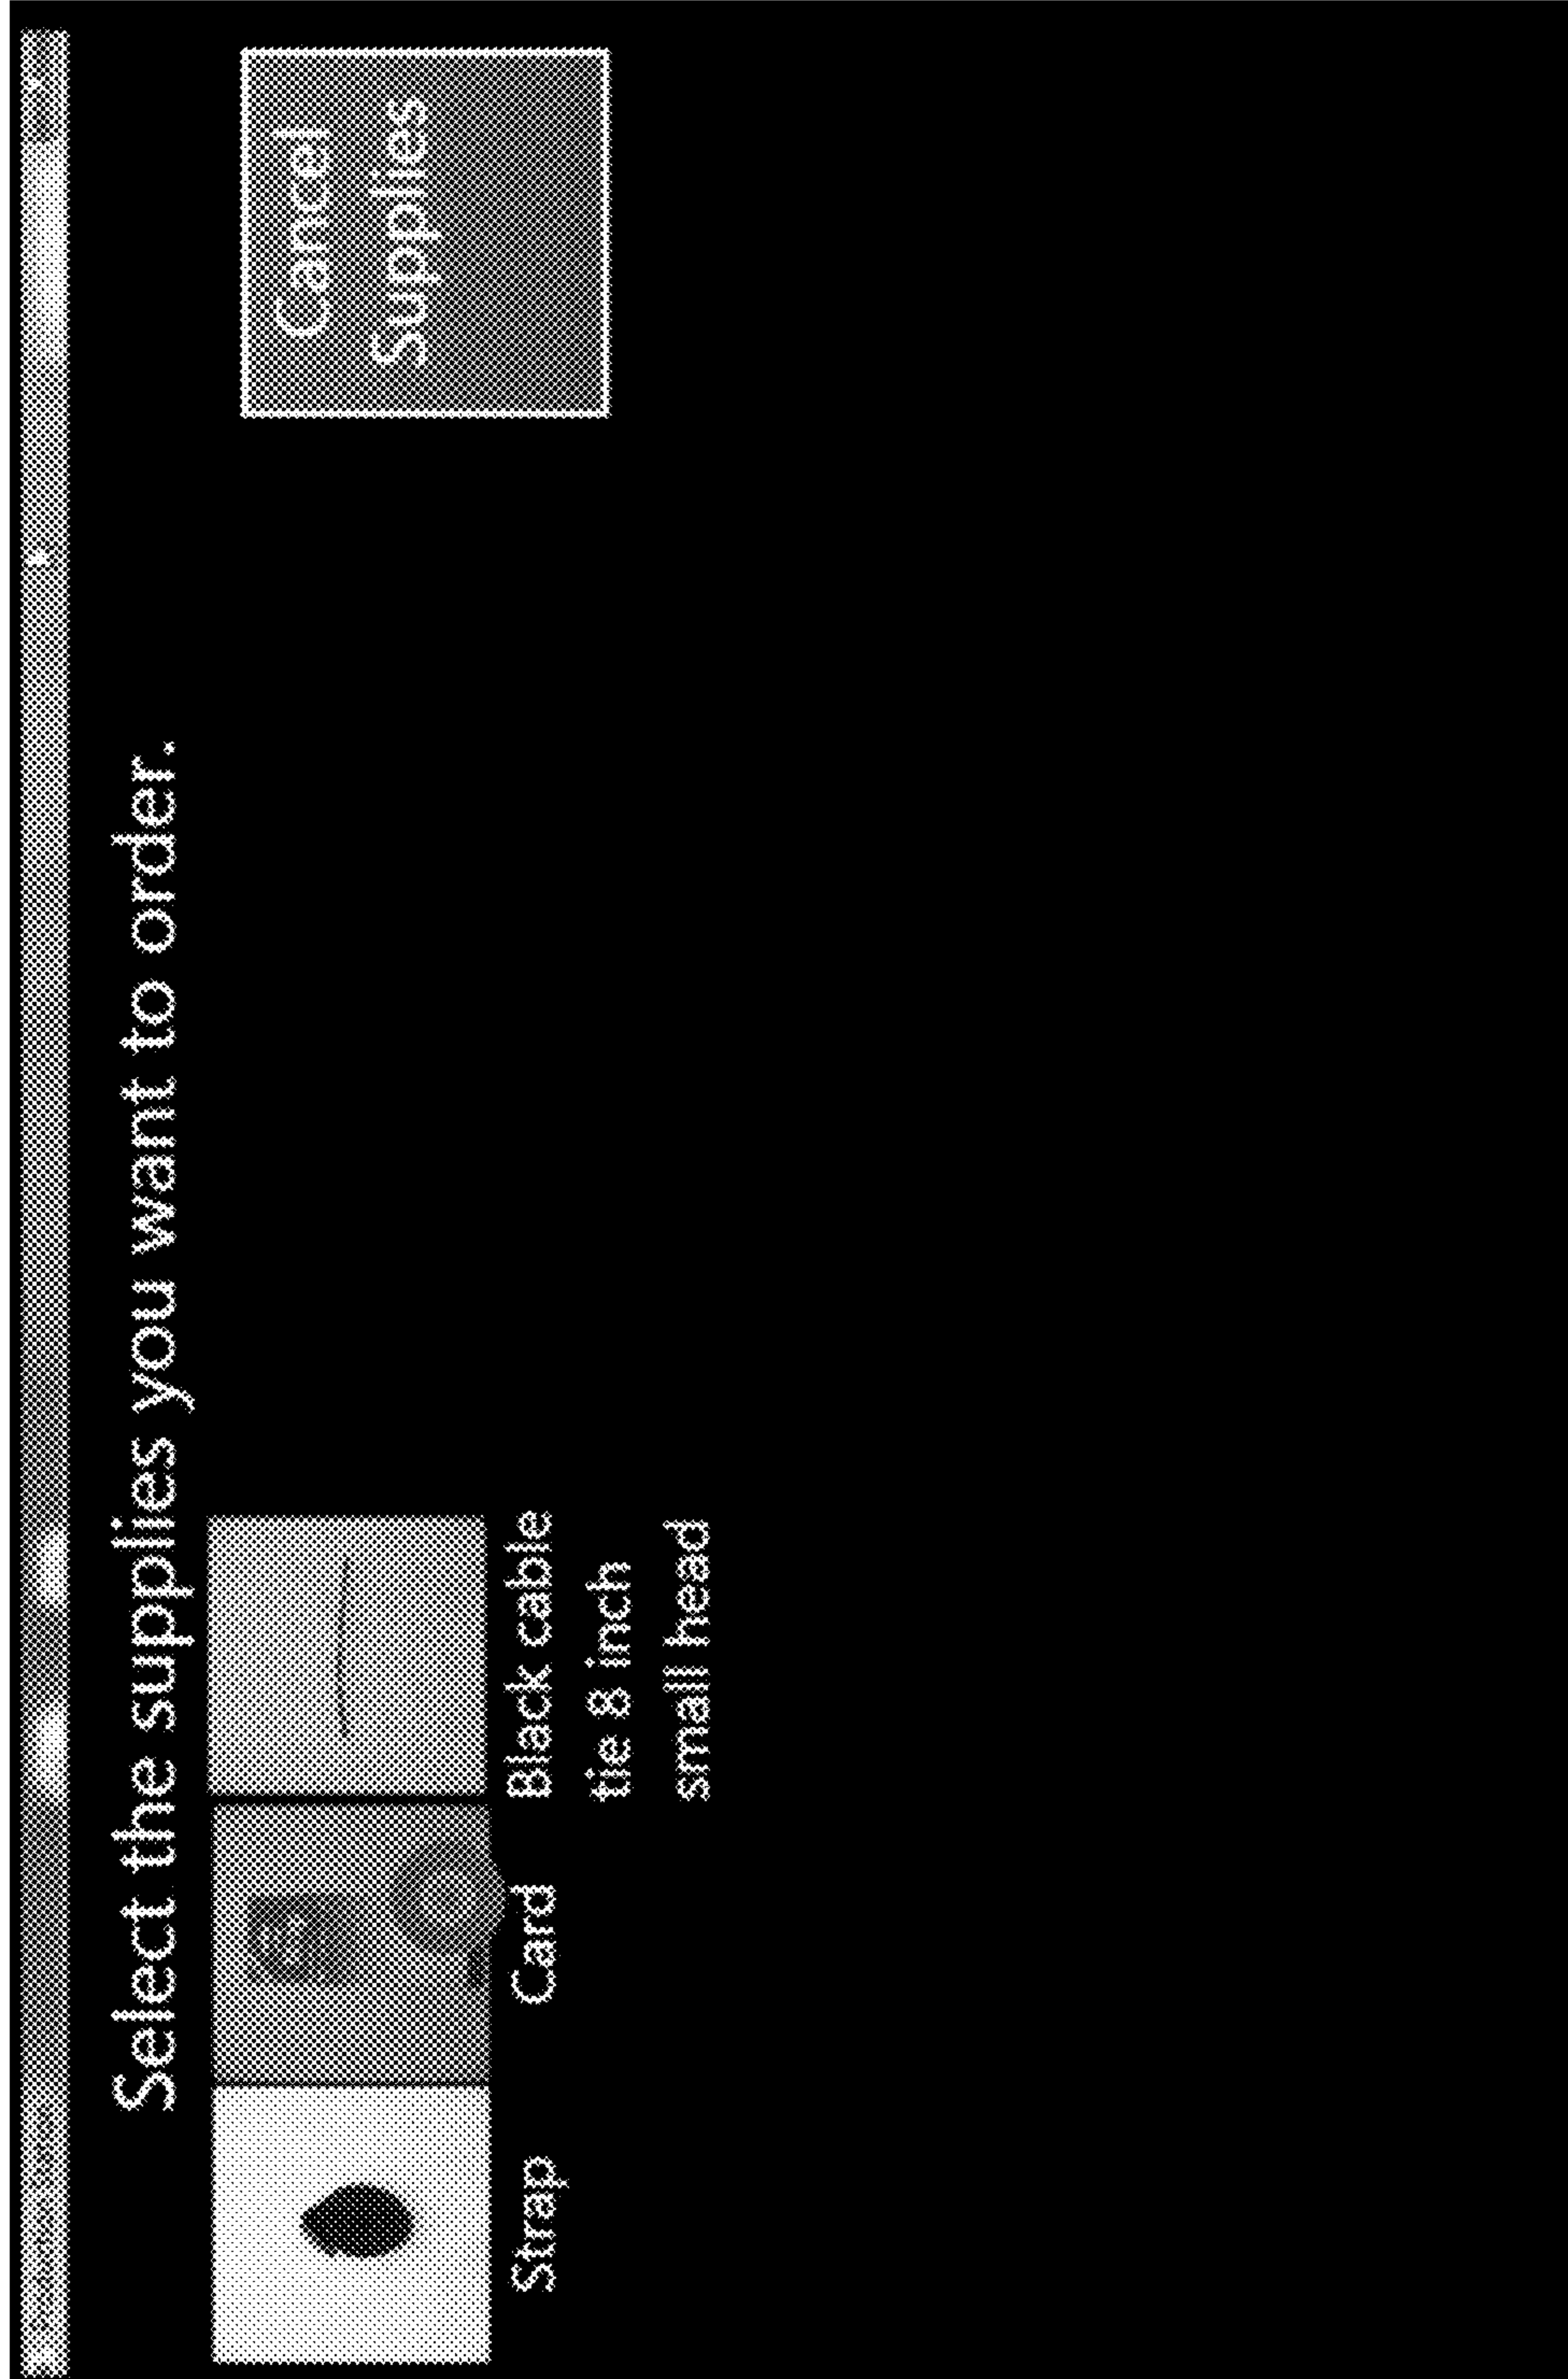 Select the supplies you want to order.
Cancel
Supplies
Strap
Card
Black cable
tie 8 inch
small head